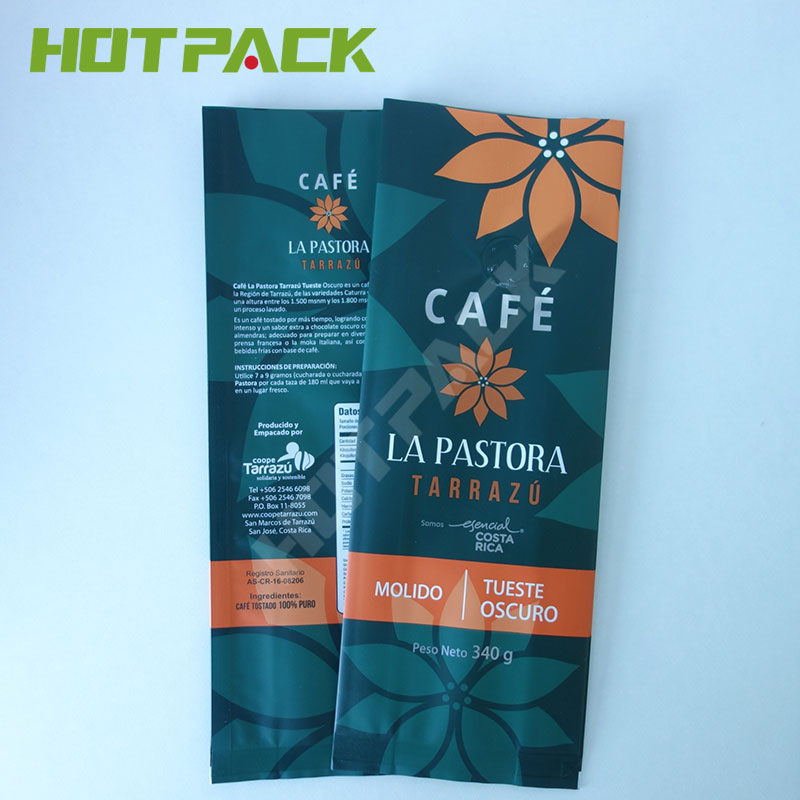 HOTPACK
CAFÉ
LA PASTORA
TARRAZÚ
Café La Pastora Tarrazú Tueste Oscuro es un caf
la Región de Tarrazú, de las variedades Caturra
una altura entre los 1.500 msnm y los 1.800 ms
un proceso lavado.
Es un café tostado por más tiempo, logrando
intenso y un sabor extra a chocolate oscuro
almendras; adecuado para preparar en diver
prensa francesa o la moka italiana, así
bebidas frías con base de café.
INSTRUCCIONES DE PREPARACIÓN:
Utilice 7 a 9 gramos (cucharada o cucharada
Pastora por cada taza de 180 ml que vaya a
en un lugar fresco.
Datos
Producido y
Empacado por
coope
Tarrazú
solidaria y sostenible
Tel +506 2546 6098
Fax +506 2546 7098
P.O. Box 11-8055
www.coopetarrazu.com
San Marcos de Tarrazú
San José, Costa Rica
Registro Sanitario
AS-CR-16-06206
Ingredientes:
CAFÉ TOSTADO 100% PURO
CAFÉ
LA PASTORA
TARRAZÚ
Somos esencial
COSTA
RICA
MOLIDO | TUESTE
OSCURO
Peso Neto 340 g
HOTPACK
HOTPACK